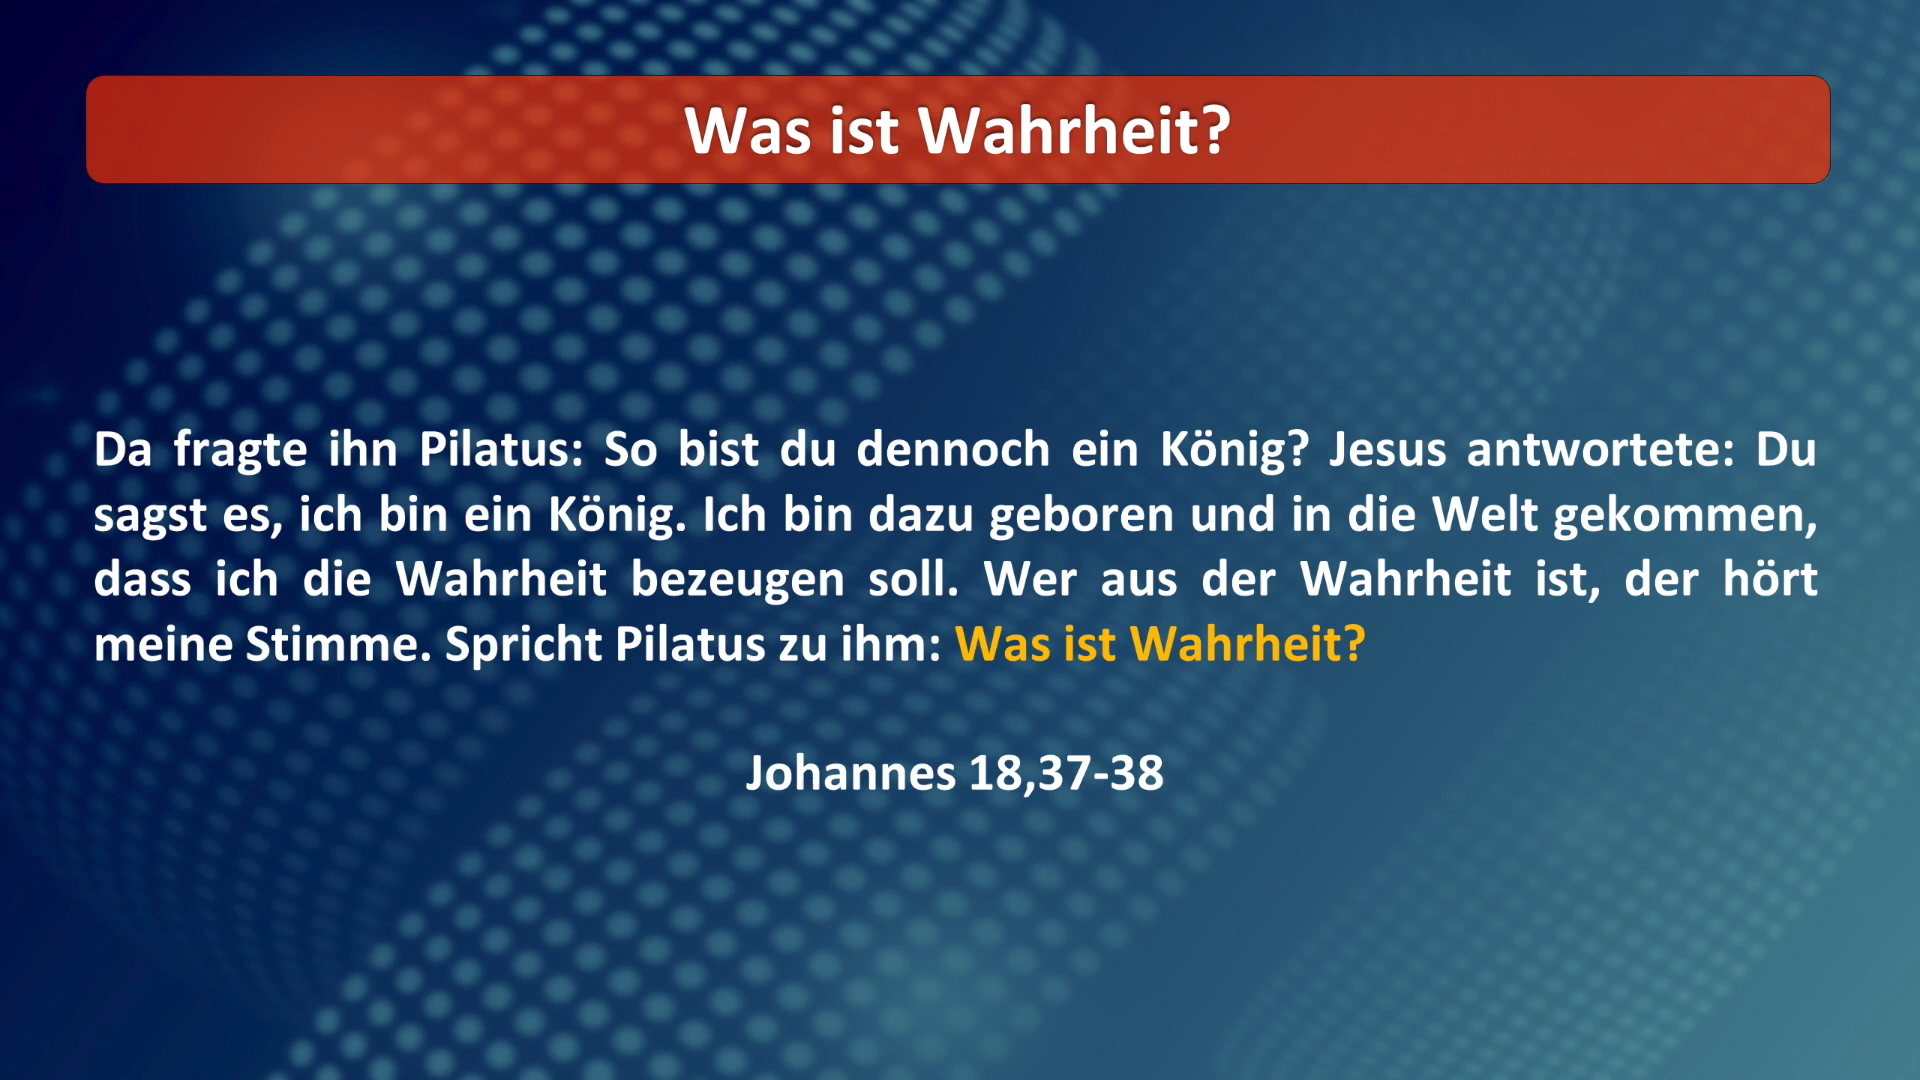 Was ist Wahrheit?
Da fragte ihn Pilatus: So bist du dennoch ein König? Jesus antwortete: Du
sagst es, ich bin ein König. Ich bin dazu geboren und in die Welt gekommen,
dass ich die Wahrheit bezeugen soll. Wer aus der Wahrheit ist, der hört
meine Stimme. Spricht Pilatus zu ihm: Was ist Wahrheit?
Johannes 18,37-38